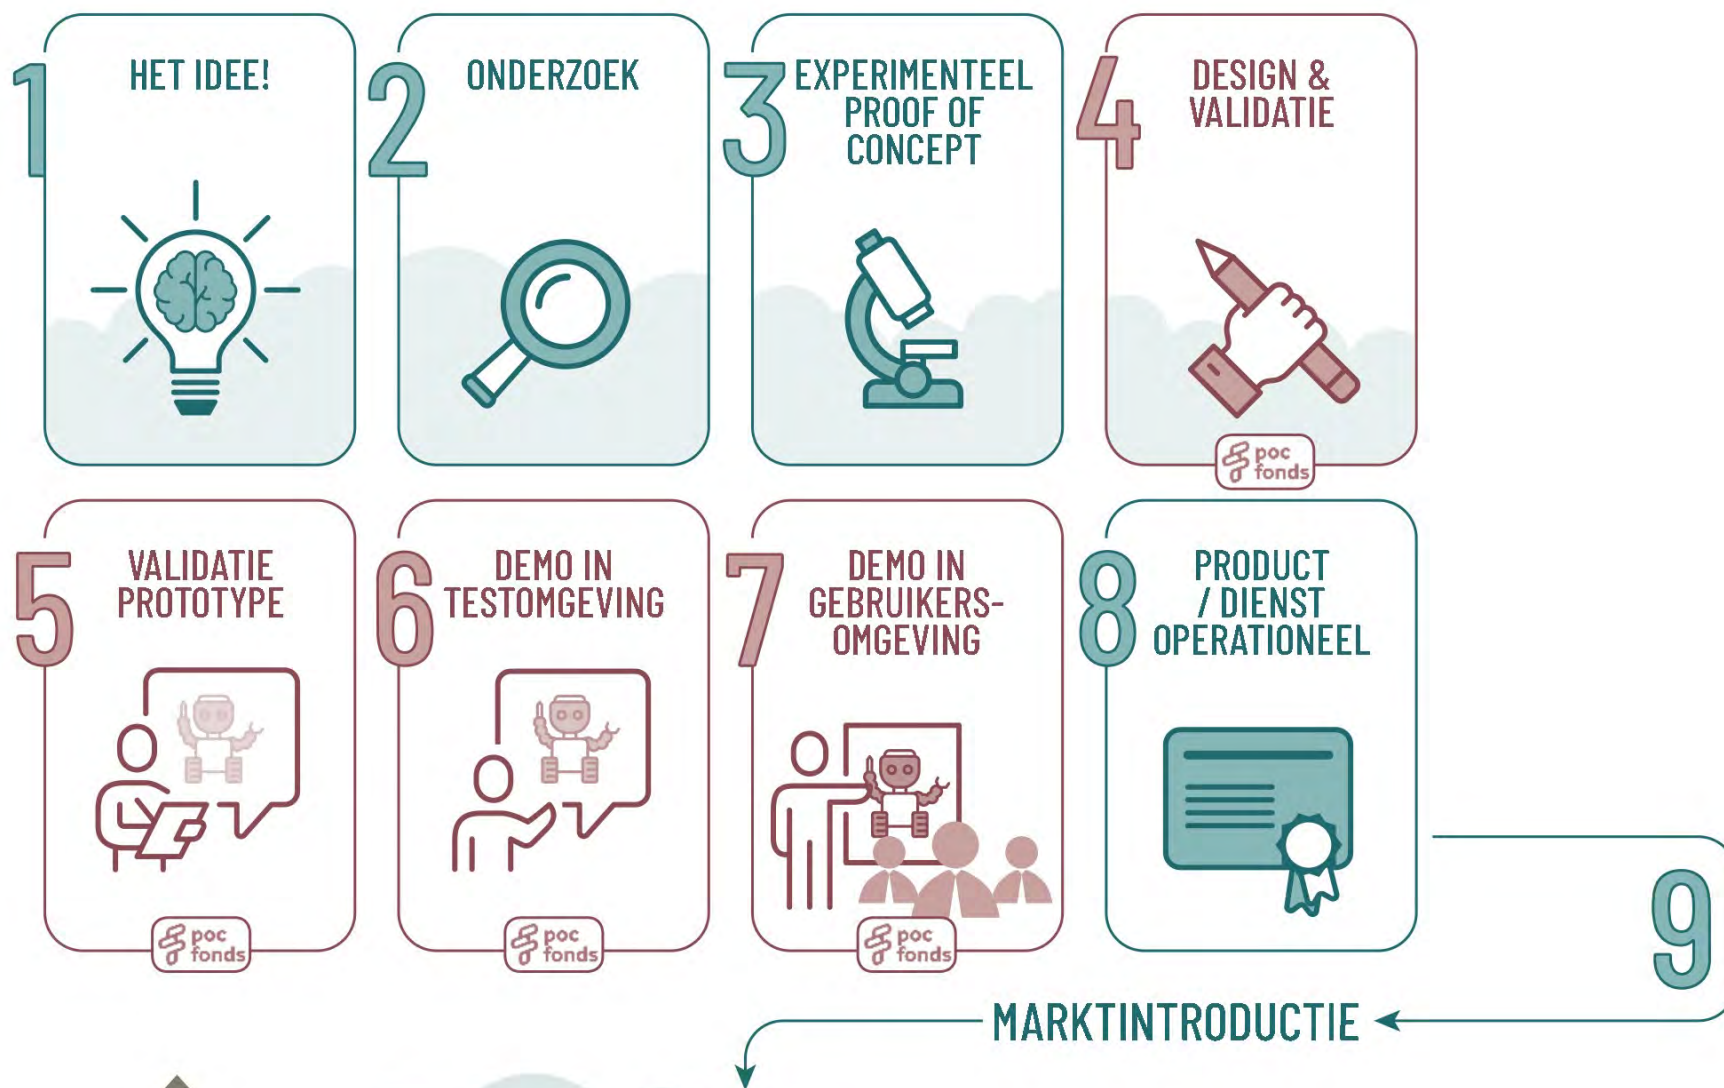 1
HET IDEE!
2
ONDERZOEK
3
EXPERIMENTEEL
PROOF OF
CONCEPT
4
DESIGN &
VALIDATIE
poc
fonds
5
VALIDATIE
PROTOTYPE
poc
fonds
6
DEMO IN
TESTOMGEVING
poc
fonds
7
DEMO IN
GEBRUIKERS-
OMGEVING
poc
fonds
8
PRODUCT
/ DIENST
OPERATIONEEL
9
MARKTINTRODUCTIE